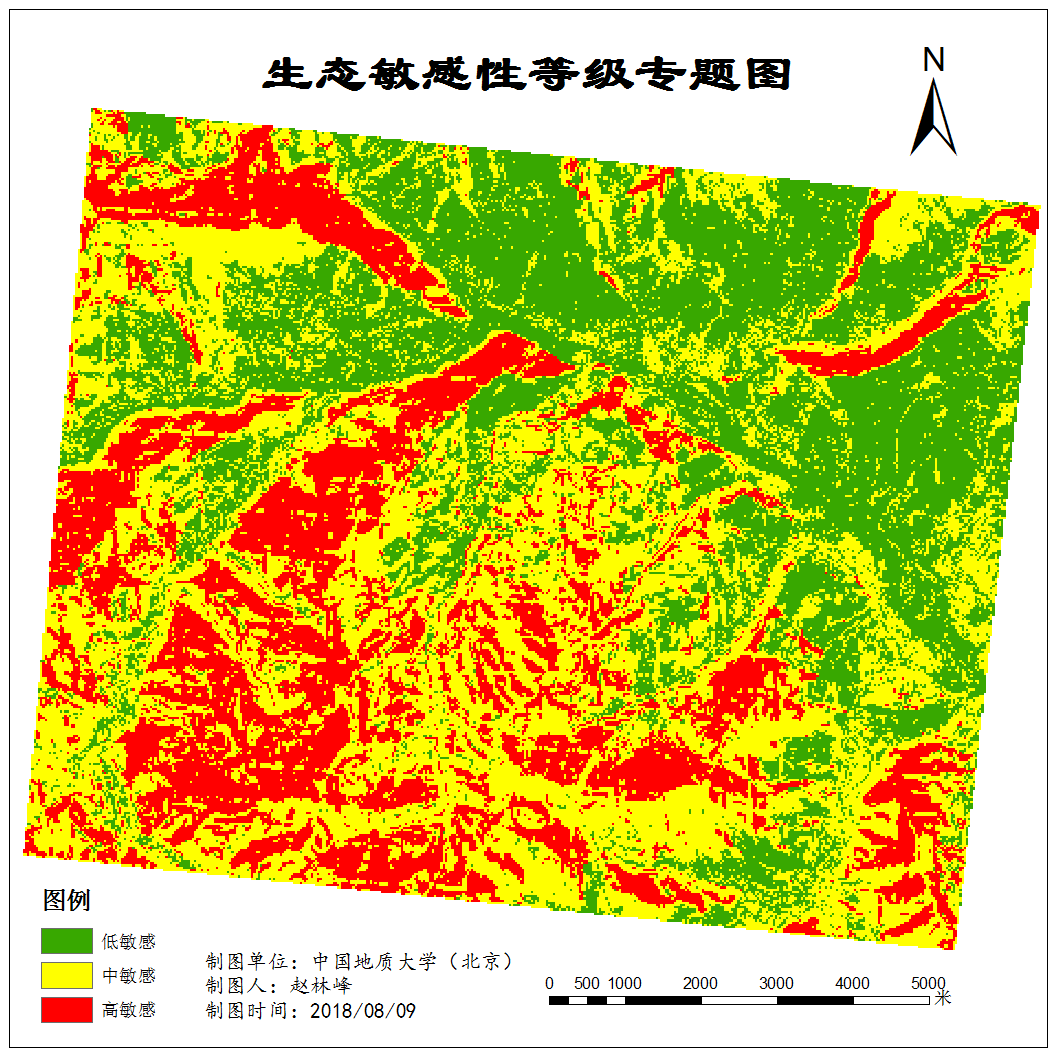 生态敏感性等级专题图
N
图例
低敏感
中敏感
高敏感
制图单位：中国地质大学（北京）
制图人：赵林峰
制图时间：2018/08/09
0 500 1000 2000 3000 4000 5000
米